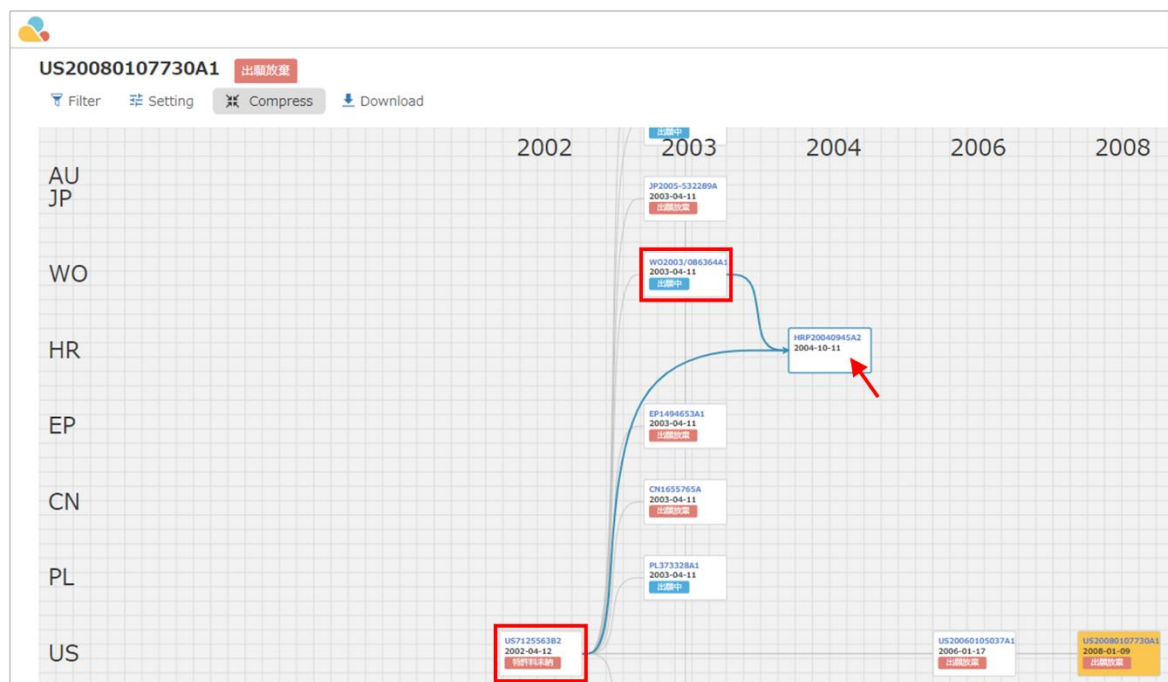 US20080107730A1 出願放棄
Filter Setting Compress Download
2002 2003 2004 2006 2008
出願中
AU
JP
JP2005-532289A
2003-04-11
出願放棄
WO
WO2003/086364A1
2003-04-11
出願中
HR
HRP20040945A2
2004-10-11
EP
EP1494653A1
2003-04-11
出願放棄
CN
CN1655765A
2003-04-11
出願放棄
PL
PL373328A1
2003-04-11
出願中
US
US7125563B2
2002-04-12
特許料未納
US20060105037A1
2006-01-17
出願放棄
US20080107730A1
2008-01-09
出願放棄